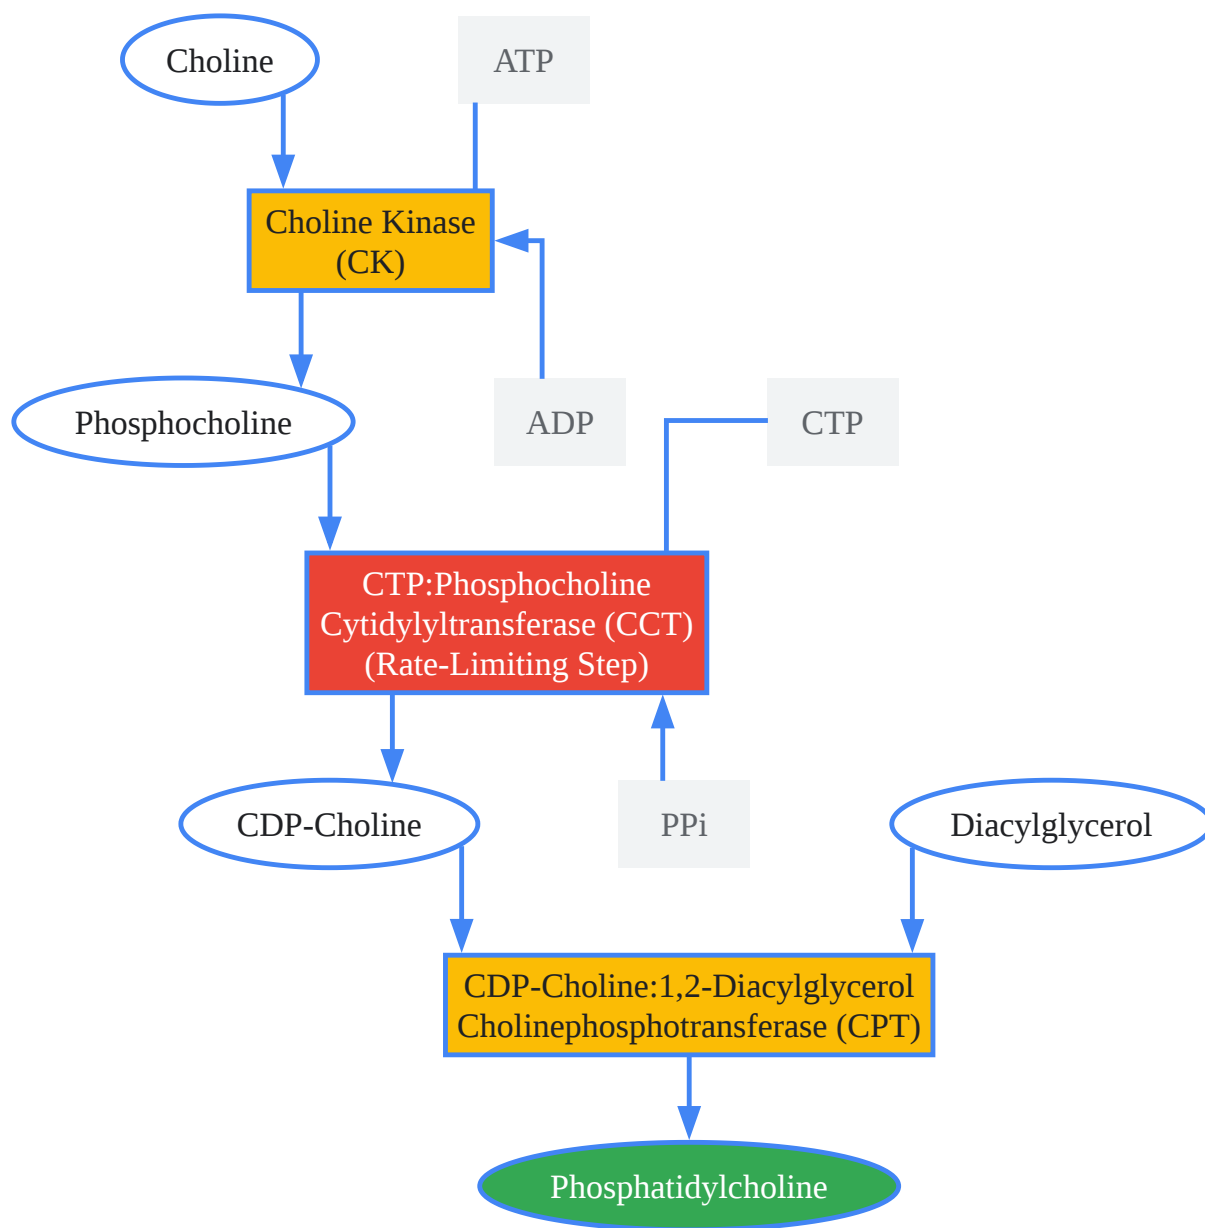 Choline
ATP
Choline Kinase
(CK)
Phosphocholine
ADP
CTP
CTP:Phosphocholine
Cytidylyltransferase (CCT)
(Rate-Limiting Step)
CDP-Choline
PPi
Diacylglycerol
CDP-Choline:1,2-Diacylglycerol
Cholinephosphotransferase (CPT)
Phosphatidylcholine